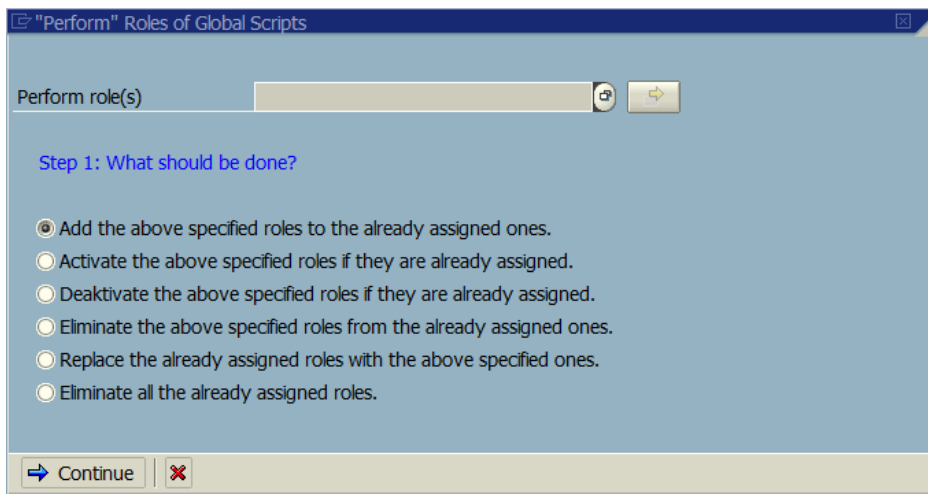 "Perform" Roles of Global Scripts
Perform role(s)
Step 1: What should be done?
Add the above specified roles to the already assigned ones.
Activate the above specified roles if they are already assigned.
Deaktivate the above specified roles if they are already assigned.
Eliminate the above specified roles from the already assigned ones.
Replace the already assigned roles with the above specified ones.
Eliminate all the already assigned roles.
Continue